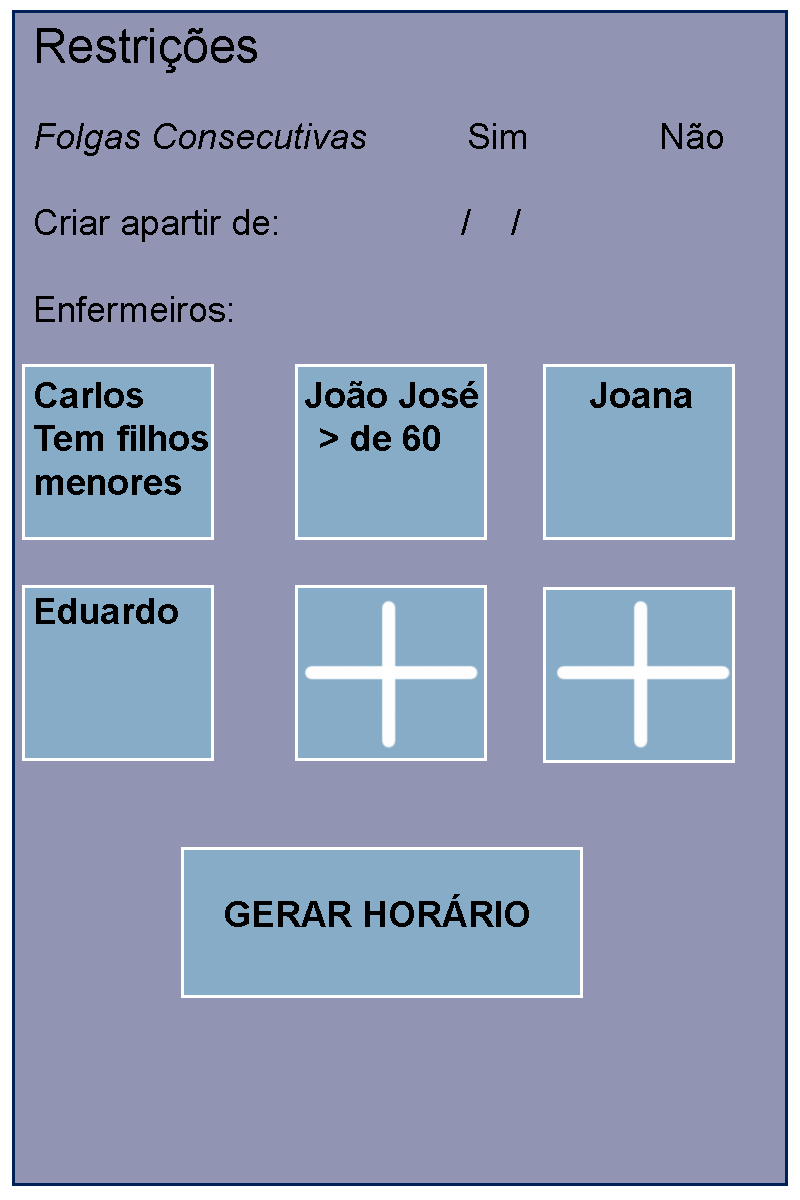 Restrições
Folgas Consecutivas Sim Não
Criar apartir de: / /
Enfermeiros:
Carlos
Tem filhos
menores
João José
> de 60
Joana
Eduardo
GERAR HORÁRIO